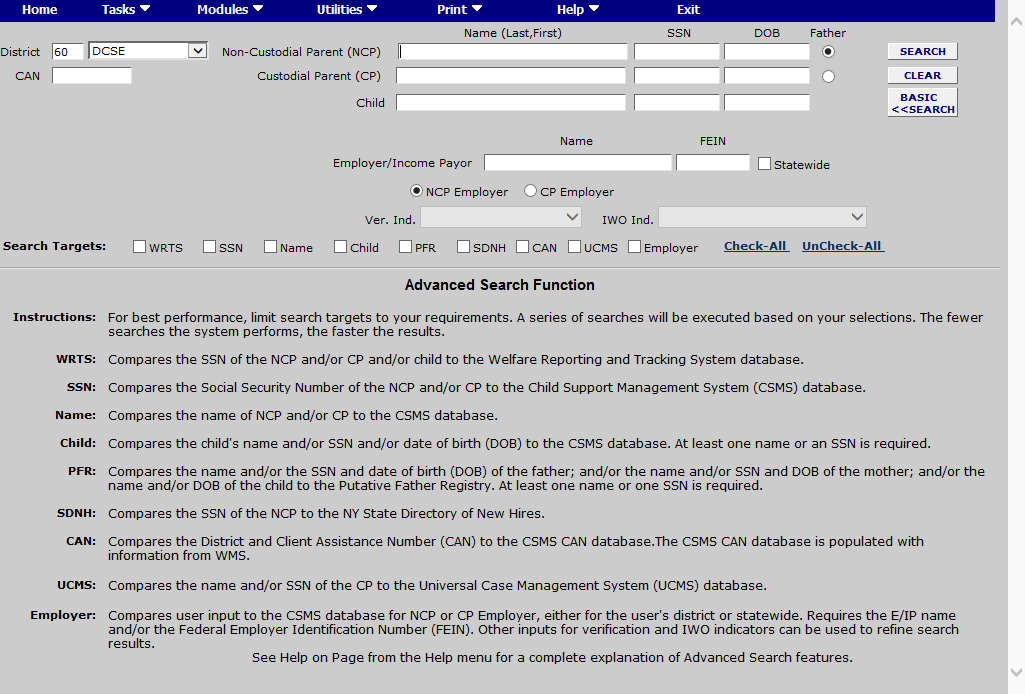 Home Tasks Modules Utilities Print Help Exit
Name (Last,First) SSN DOB Father
District 60 DCSE Non-Custodial Parent (NCP) SEARCH
CAN Custodial Parent (CP) CLEAR
Child BASIC
<<SEARCH
Name FEIN
Employer/Income Payor Statewide
NCP Employer CP Employer
Ver. Ind. IWO Ind.
Search Targets: WRTS SSN Name Child PFR SDNH CAN UCMS Employer Check-All UnCheck-All
Advanced Search Function
Instructions: For best performance, limit search targets to your requirements. A series of searches will be executed based on your selections. The fewer
searches the system performs, the faster the results.
WRTS: Compares the SSN of the NCP and/or CP and/or child to the Welfare Reporting and Tracking System database.
SSN: Compares the Social Security Number of the NCP and/or CP to the Child Support Management System (CSMS) database.
Name: Compares the name of NCP and/or CP to the CSMS database.
Child: Compares the child's name and/or SSN and/or date of birth (DOB) to the CSMS database. At least one name or an SSN is required.
PFR: Compares the name and/or the SSN and date of birth (DOB) of the father; and/or the name and/or SSN and DOB of the mother; and/or the
name and/or DOB of the child to the Putative Father Registry. At least one name or one SSN is required.
SDNH: Compares the SSN of the NCP to the NY State Directory of New Hires.
CAN: Compares the District and Client Assistance Number (CAN) to the CSMS CAN database.The CSMS CAN database is populated with
information from WMS.
UCMS: Compares the name and/or SSN of the CP to the Universal Case Management System (UCMS) database.
Employer: Compares user input to the CSMS database for NCP or CP Employer, either for the user's district or statewide. Requires the E/IP name
and/or the Federal Employer Identification Number (FEIN). Other inputs for verification and IWO indicators can be used to refine search
results.
See Help on Page from the Help menu for a complete explanation of Advanced Search features.